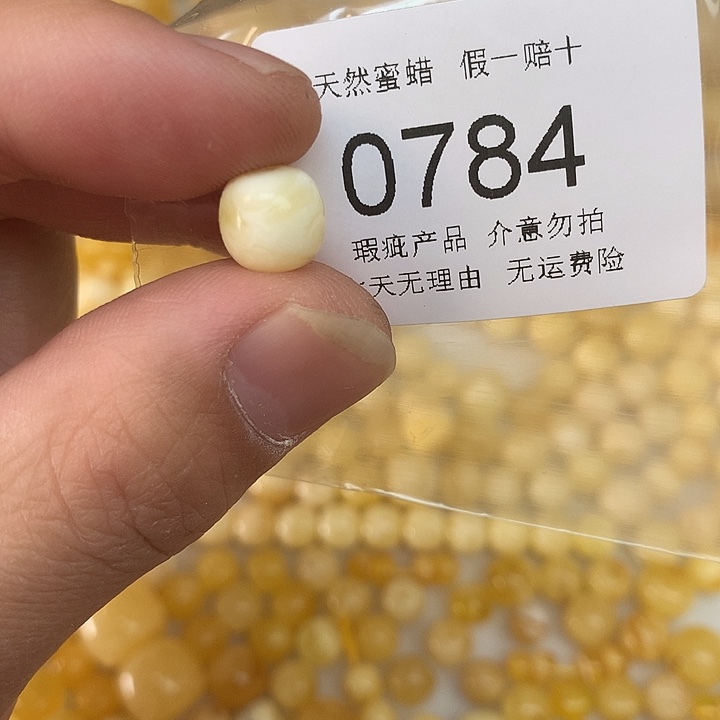 天然蜜蜡 假一赔十
0784
瑕疵产品 介意勿拍
天无理由 无运费险